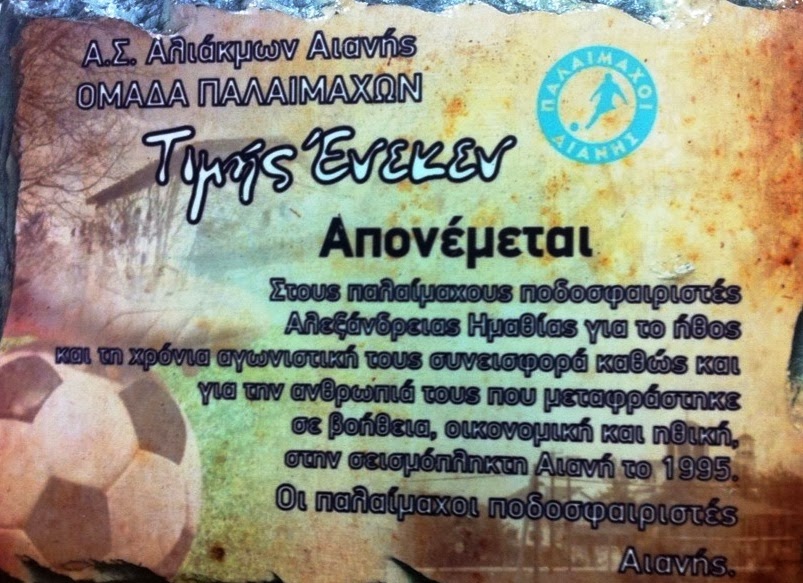 Α.Σ. Αλιάκμων Αιανής
ΟΜΑΔΑ ΠΑΛΑΙΜΑΧΩΝ
ΠΑΛΑΙΜΑΧΟΙ
ΑΙΑΝΗΣ
Τιμής Ένεκεν
Απονέμεται
Στους παλαίμαχους ποδοσφαιριστές
Αλεξάνδρειας Ημαθίας για το ήθος
και τη χρόνια αγωνιστική τους συνεισφορά καθώς και
για την ανθρωπιά τους που μεταφράστηκε
σε βοήθεια, οικονομική και ηθική,
στην σεισμόπληκτη Αιανή το 1995.
Οι παλαίμαχοι ποδοσφαιριστές
Αιανής.